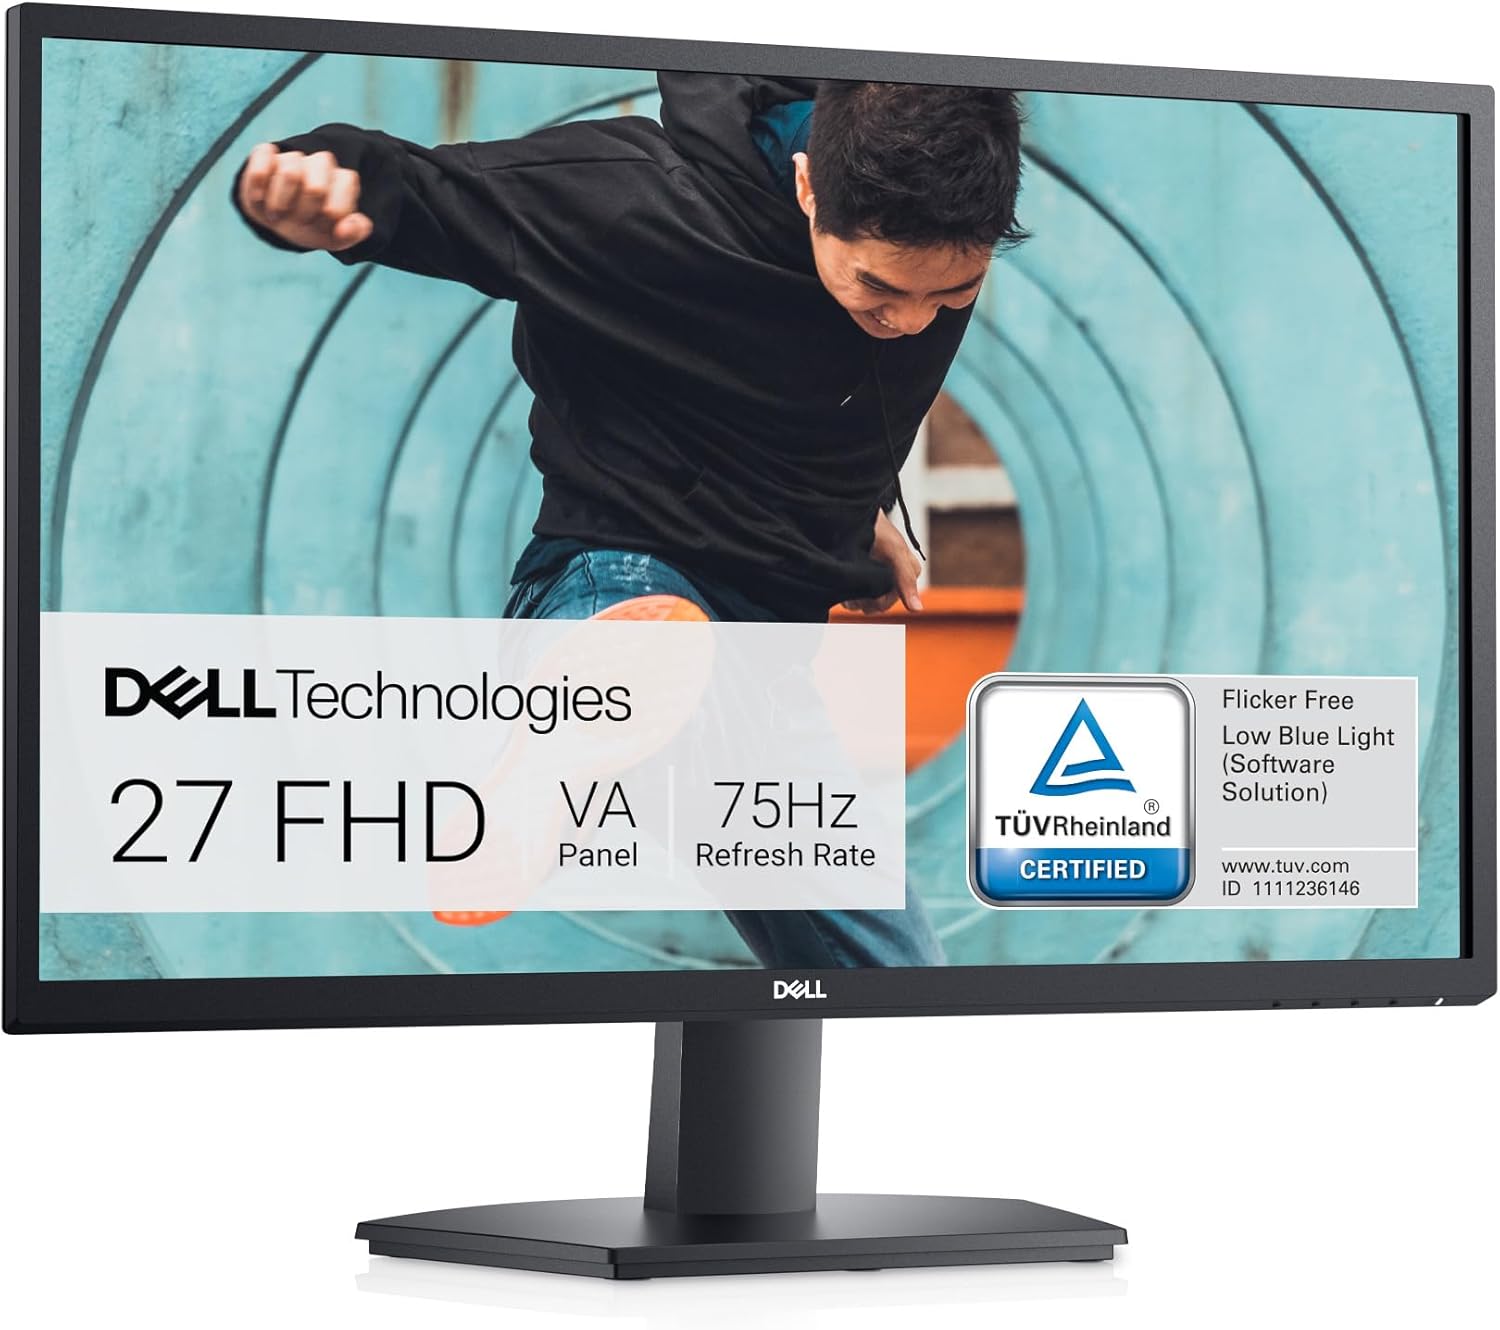 DELL Technologies
27 FHD
VA
Panel
75Hz
Refresh Rate
TÜVRheinland
®
CERTIFIED
Flicker Free
Low Blue Light
(Software
Solution)
www.tuv.com
ID 1111236146
DELL